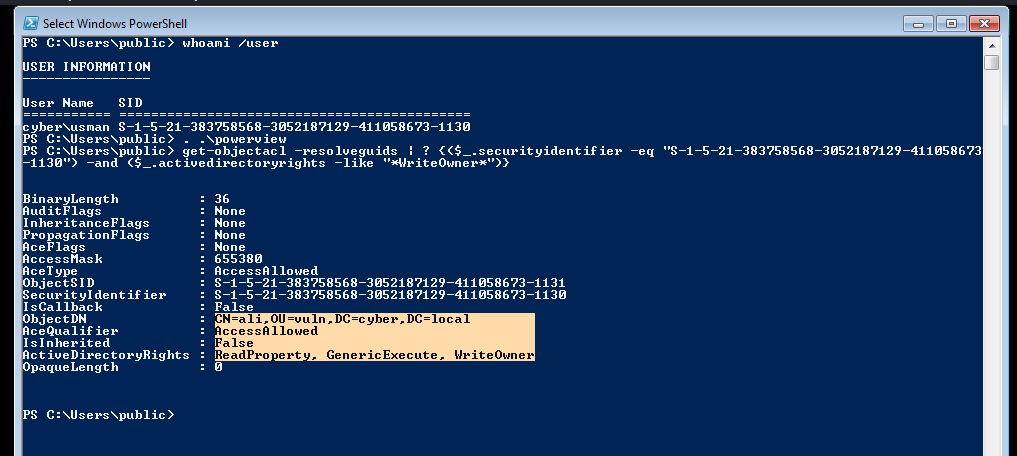 Select Windows PowerShell
PS C:\Users\public> whoami /user
USER INFORMATION
----------------
User Name   SID
=========== ============================================
cyber\usman S-1-5-21-383758568-3052187129-411058673-1130
PS C:\Users\public> . .\powerview
PS C:\Users\public> get-objectacl -resolveguids | ? {($_.securityidentifier -eq "S-1-5-21-383758568-3052187129-411058673
-1130") -and ($_.activedirectoryrights -like "*WriteOwner*")}
BinaryLength          : 36
AuditFlags            : None
InheritanceFlags      : None
PropagationFlags      : None
AceFlags              : None
AccessMask            : 655380
AceType               : AccessAllowed
ObjectSID             : S-1-5-21-383758568-3052187129-411058673-1131
SecurityIdentifier    : S-1-5-21-383758568-3052187129-411058673-1130
IsCallback            : False
ObjectDN              : CN=ali,OU=vuln,DC=cyber,DC=local
AceQualifier          : AccessAllowed
IsInherited           : False
ActiveDirectoryRights : ReadProperty, GenericExecute, WriteOwner
OpaqueLength          : 0
PS C:\Users\public>